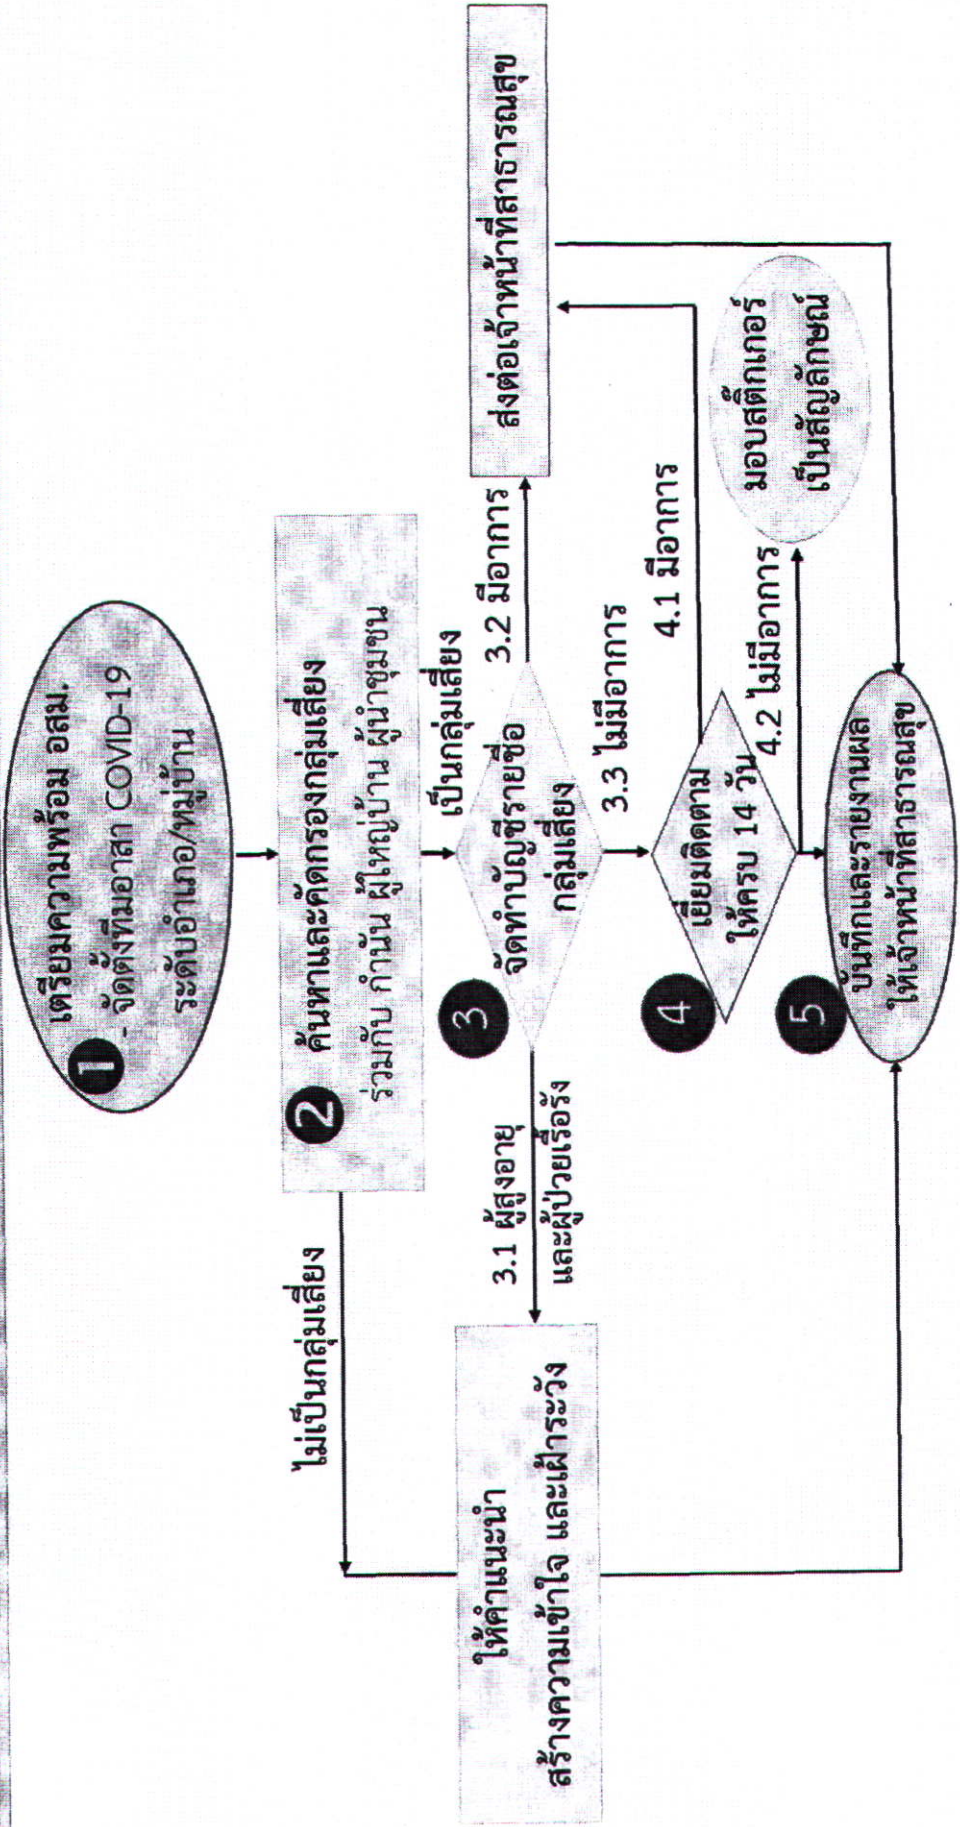 เตรียมความพร้อม อสม.
1 - จัดตั้งทีมอาสา COVID-19
ระดับอำเภอ/หมู่บ้าน
2 ค้นหาและคัดกรองกลุ่มเสี่ยง
ร่วมกับ กำนัน ผู้ใหญ่บ้าน ผู้นำชุมชน
ไม่เป็นกลุ่มเสี่ยง
เป็นกลุ่มเสี่ยง
3 จัดทำบัญชีรายชื่อ
กลุ่มเสี่ยง
3.1 ผู้สูงอายุ
และผู้ป่วยเรื้อรัง
3.2 มีอาการ
ส่งต่อเจ้าหน้าที่สาธารณสุข
ให้คำแนะนำ
สร้างความเข้าใจ และเฝ้าระวัง
3.3 ไม่มีอาการ
4 เยี่ยมติดตาม
ให้ครบ 14 วัน
4.1 มีอาการ
4.2 ไม่มีอาการ
มอบสติ๊กเกอร์
เป็นสัญลักษณ์
5 บันทึกและรายงานผล
ให้เจ้าหน้าที่สาธารณสุข